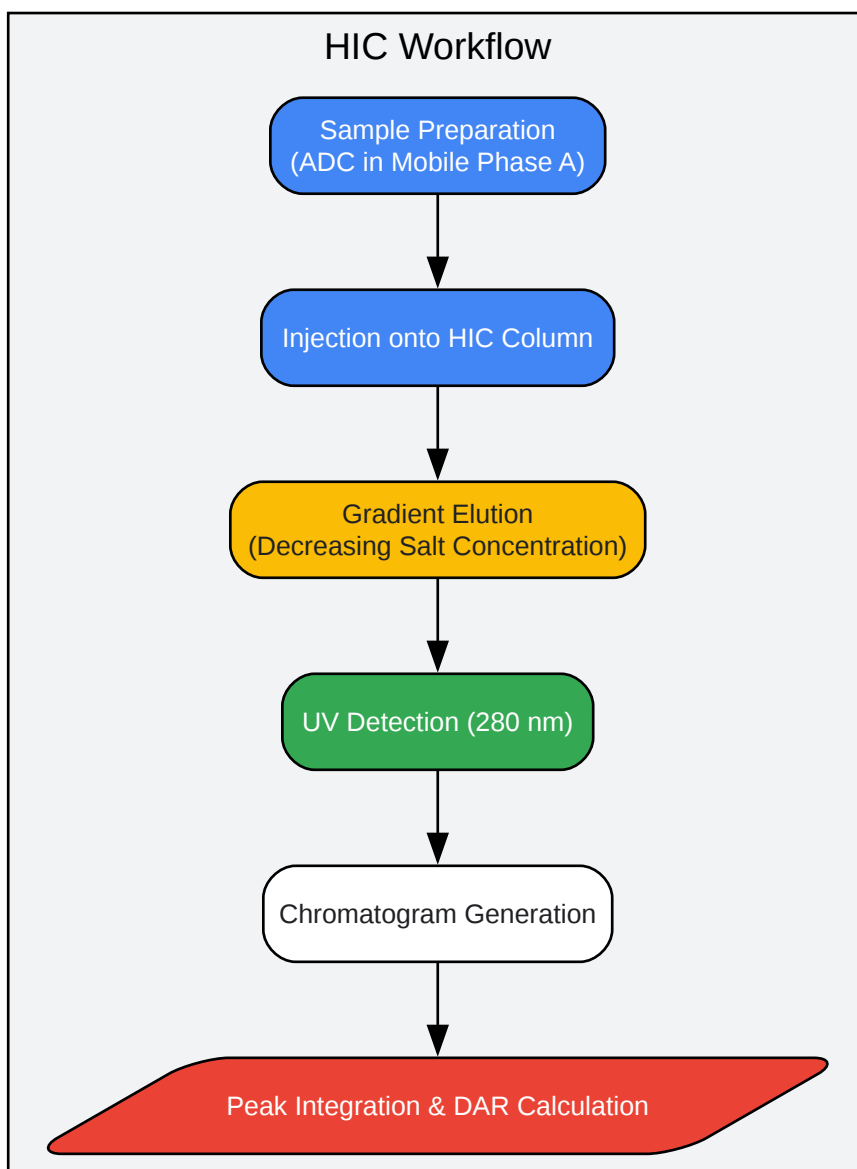 HIC Workflow
Sample Preparation
(ADC in Mobile Phase A)
Injection onto HIC Column
Gradient Elution
(Decreasing Salt Concentration)
UV Detection (280 nm)
Chromatogram Generation
Peak Integration & DAR Calculation